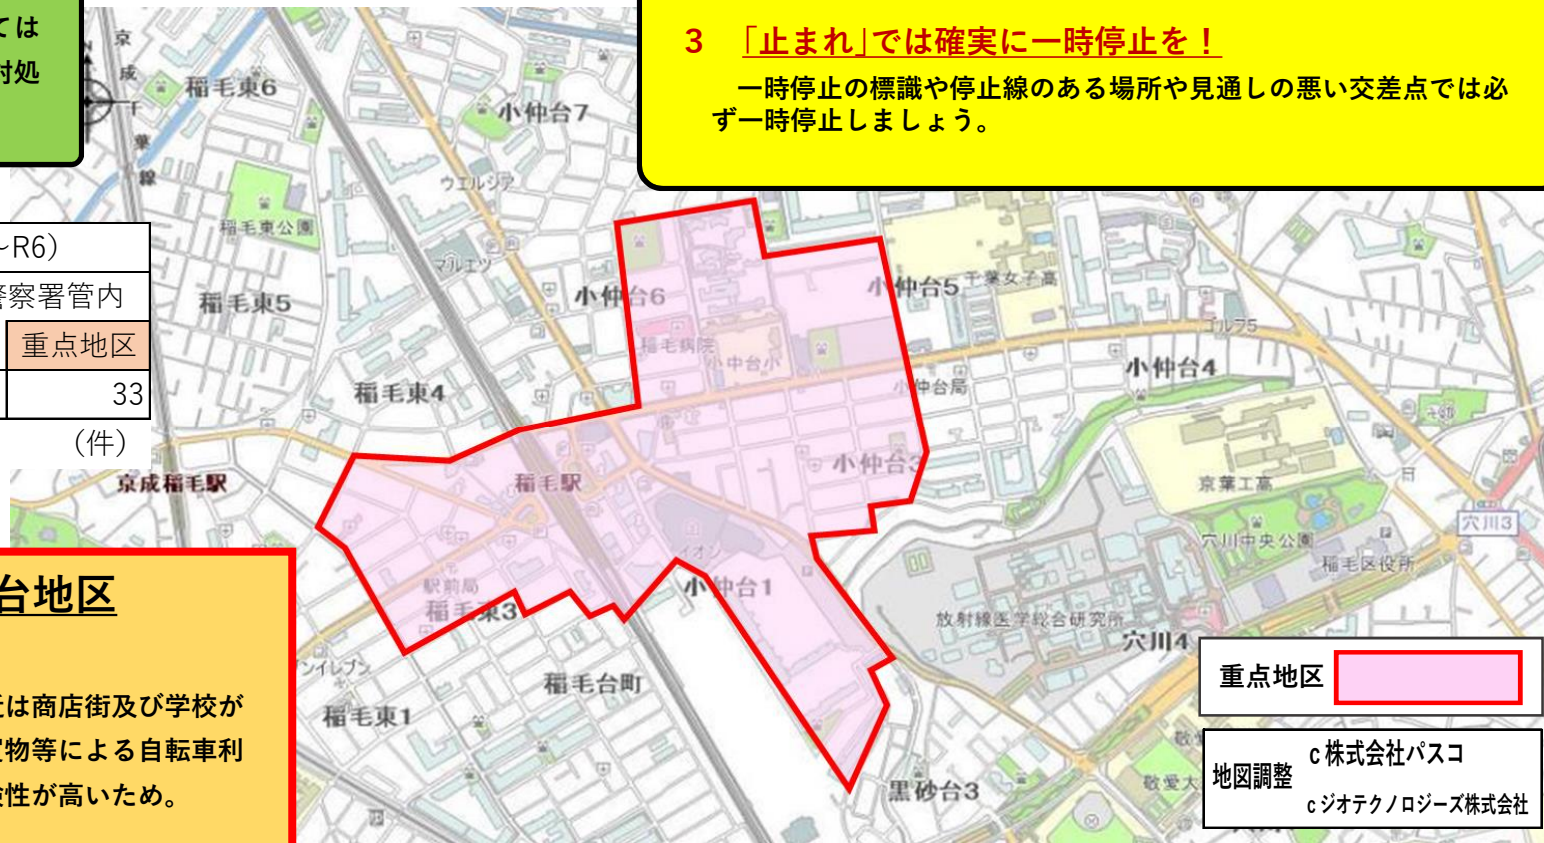 ては
対処
3 「止まれ」では確実に一時停止を！
一時停止の標識や停止線のある場所や見通しの悪い交差点では必
ず一時停止しましょう。
～R6）
警察署管内
重点地区
33
（件）
京成千葉線
稲毛東6
小仲台7
ウエルシア
稲毛東公園
マルエツ
稲毛東5
小仲台6
小仲台5
千葉女子高
ゴルフ5
稲毛病院
小中台小
小仲台4
稲毛東4
小仲台局
小仲台3
京成稲毛駅
稲毛駅
京葉工高
穴川3
穴川中央公園
稲毛区役所
イオン
小仲台1
駅前局
稲毛東3
放射線医学総合研究所
穴川4
稲毛台町
稲毛東1
黒砂台3
敬愛大
台地区
近は商店街及び学校が
買物等による自転車利
険性が高いため。
重点地区
地図調整
c 株式会社パスコ
c ジオテクノロジーズ株式会社